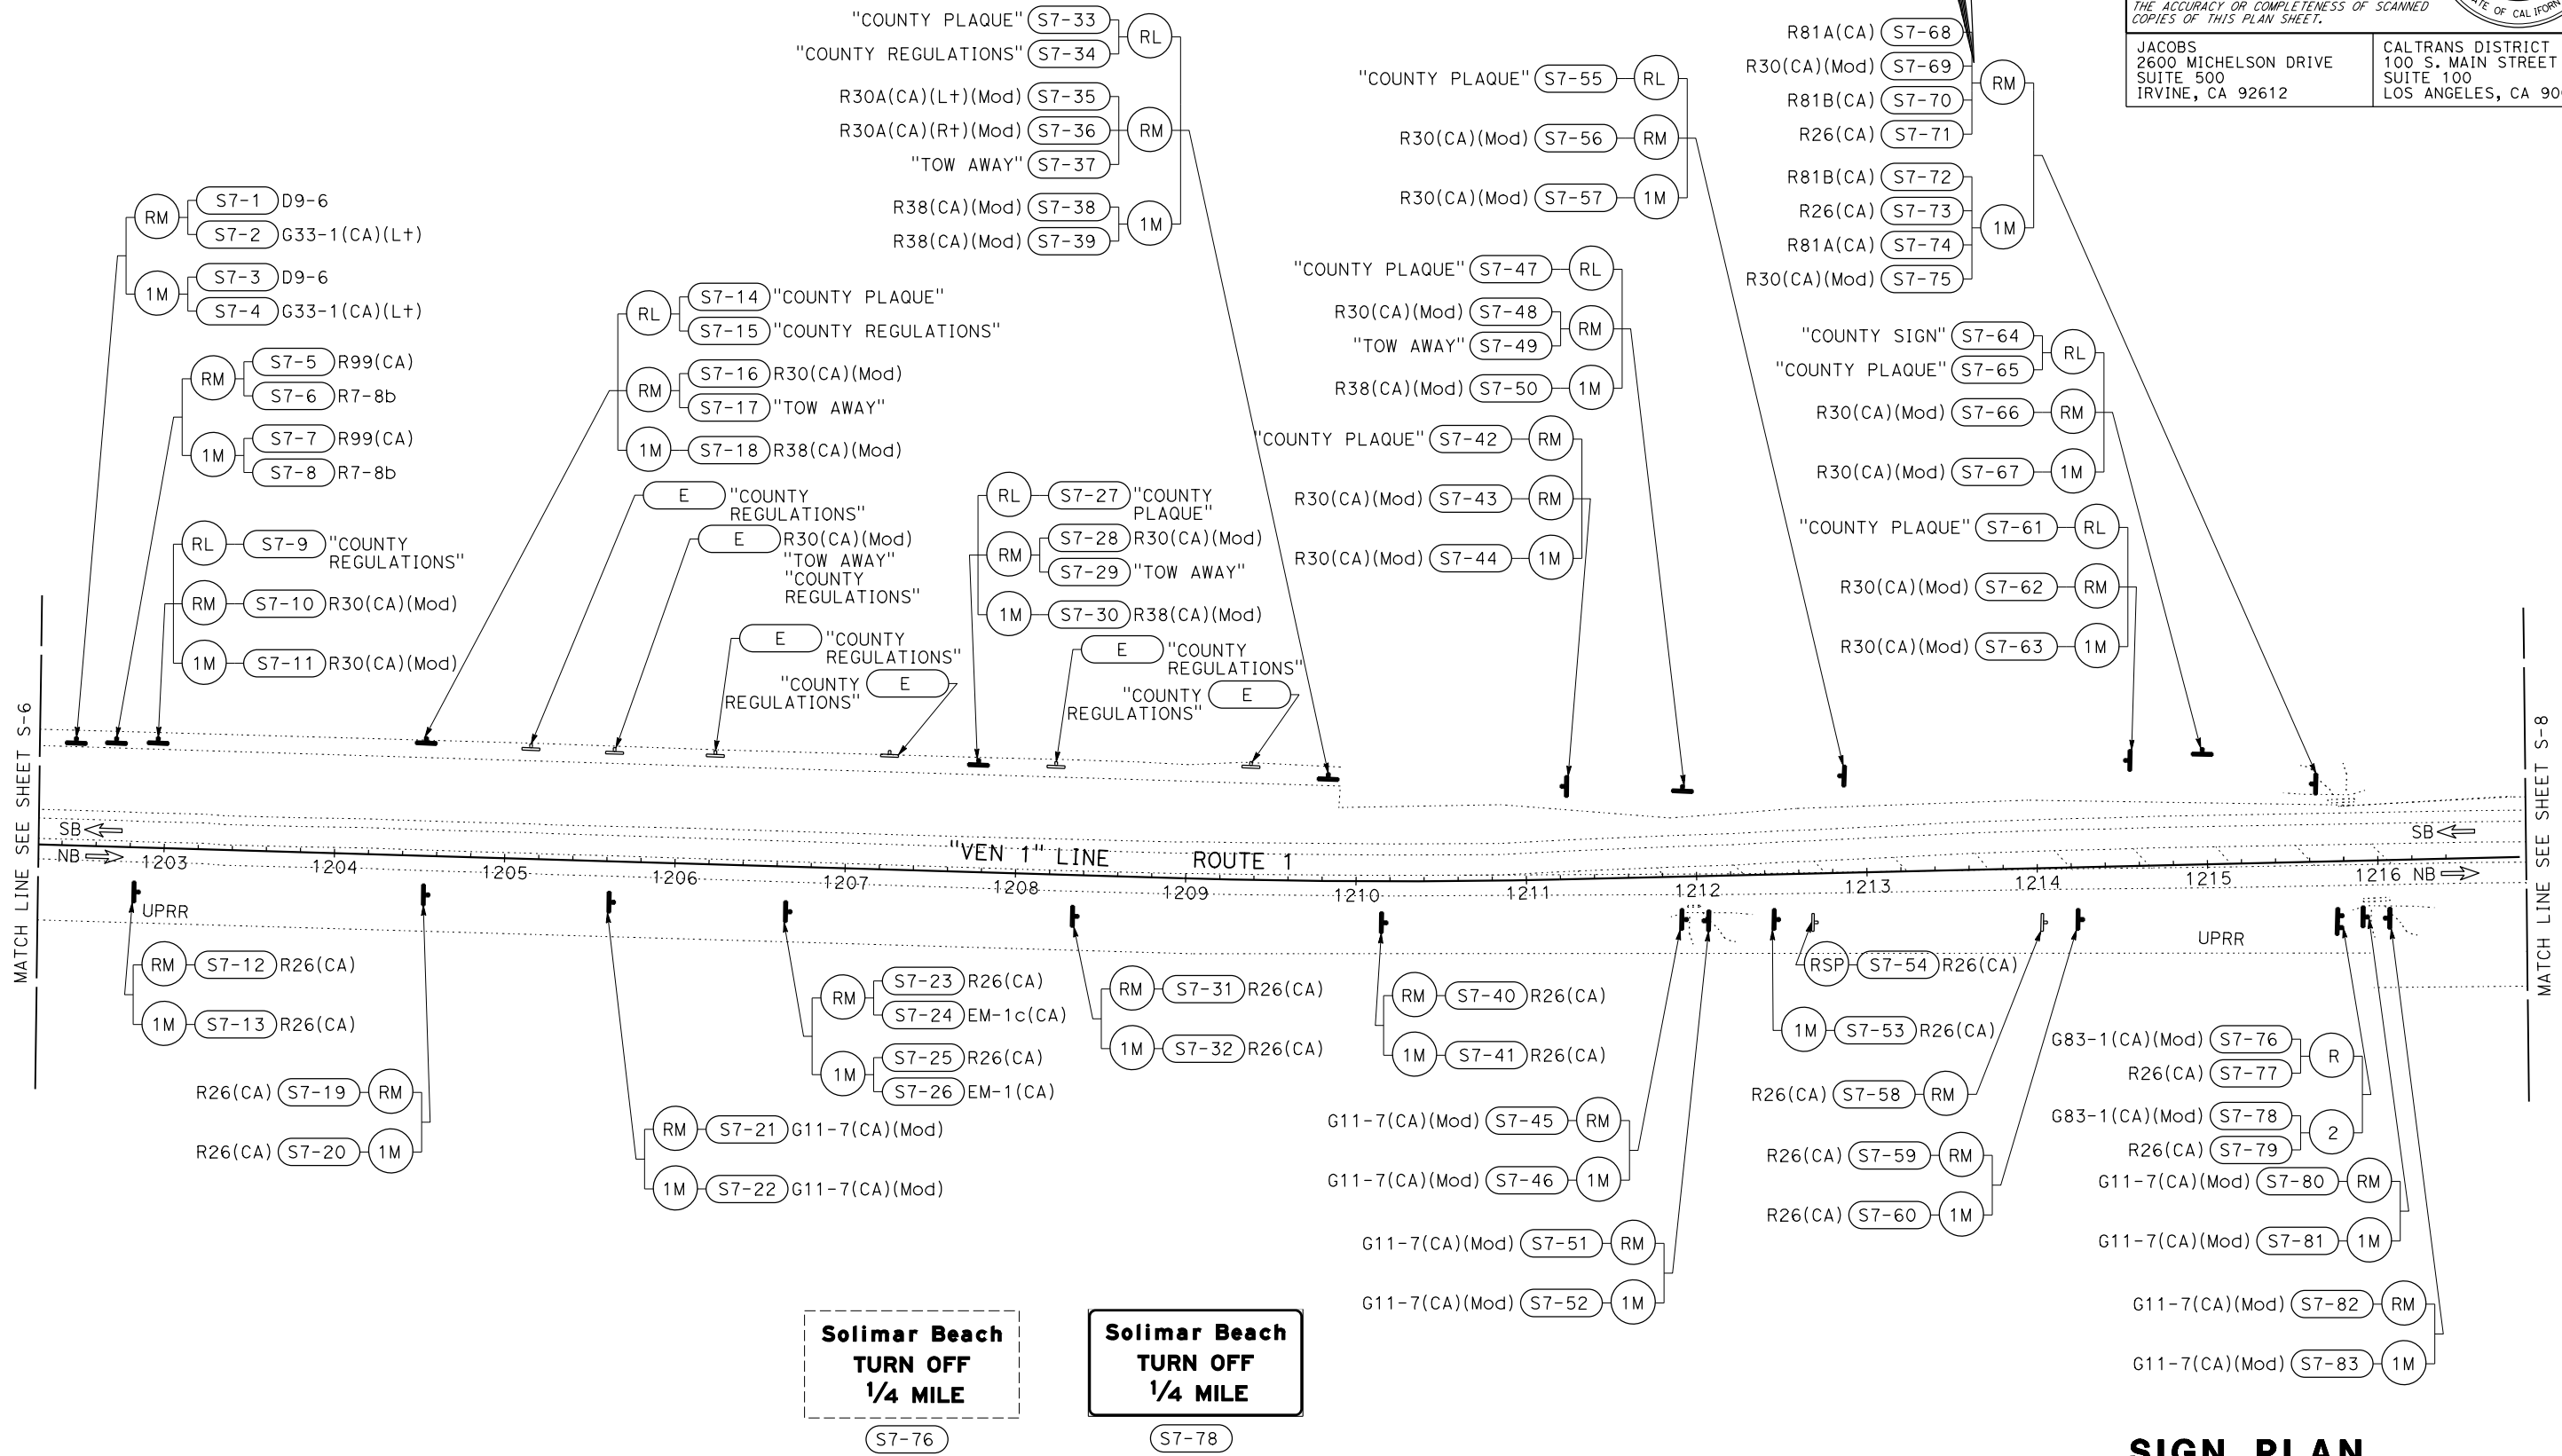 THE ACCURACY OR COMPLETENESS OF SCANNED
COPIES OF THIS PLAN SHEET.
JACOBS
2600 MICHELSON DRIVE
SUITE 500
IRVINE, CA 92612
CALTRANS DISTRICT
100 S. MAIN STREET
SUITE 100
LOS ANGELES, CA 90
"COUNTY PLAQUE" S7-33
"COUNTY REGULATIONS" S7-34
RL
R30A(CA)(Lt)(Mod) S7-35
R30A(CA)(Rt)(Mod) S7-36
"TOW AWAY" S7-37
RM
R38(CA)(Mod) S7-38
R38(CA)(Mod) S7-39
1M
"COUNTY PLAQUE" S7-55 RL
R30(CA)(Mod) S7-56 RM
R30(CA)(Mod) S7-57 1M
R81A(CA) S7-68
R30(CA)(Mod) S7-69
R81B(CA) S7-70
R26(CA) S7-71
RM
R81B(CA) S7-72
R26(CA) S7-73
R81A(CA) S7-74
R30(CA)(Mod) S7-75
1M
RM
S7-1 D9-6
S7-2 G33-1(CA)(Lt)
1M
S7-3 D9-6
S7-4 G33-1(CA)(Lt)
RM
S7-5 R99(CA)
S7-6 R7-8b
1M
S7-7 R99(CA)
S7-8 R7-8b
RL S7-9 "COUNTY
REGULATIONS"
RM S7-10 R30(CA)(Mod)
1M S7-11 R30(CA)(Mod)
RL
S7-14 "COUNTY PLAQUE"
S7-15 "COUNTY REGULATIONS"
RM
S7-16 R30(CA)(Mod)
S7-17 "TOW AWAY"
1M S7-18 R38(CA)(Mod)
E "COUNTY
REGULATIONS"
E R30(CA)(Mod)
"TOW AWAY"
"COUNTY
REGULATIONS"
E "COUNTY
REGULATIONS"
"COUNTY E
REGULATIONS"
RL S7-27 "COUNTY
PLAQUE"
RM
S7-28 R30(CA)(Mod)
S7-29 "TOW AWAY"
1M S7-30 R38(CA)(Mod)
E "COUNTY
REGULATIONS"
"COUNTY E
REGULATIONS"
"COUNTY PLAQUE" S7-47 RL
R30(CA)(Mod) S7-48
"TOW AWAY" S7-49
RM
R38(CA)(Mod) S7-50 1M
"COUNTY PLAQUE" S7-42 RM
R30(CA)(Mod) S7-43 RM
R30(CA)(Mod) S7-44 1M
"COUNTY SIGN" S7-64
"COUNTY PLAQUE" S7-65
RL
R30(CA)(Mod) S7-66 RM
R30(CA)(Mod) S7-67 1M
"COUNTY PLAQUE" S7-61 RL
R30(CA)(Mod) S7-62 RM
R30(CA)(Mod) S7-63 1M
MATCH LINE SEE SHEET S-6
MATCH LINE SEE SHEET S-8
SB
NB
"VEN 1" LINE ROUTE 1
SB
NB
1203 1204 1205 1206 1207 1208 1209 1210 1211 1212 1213 1214 1215 1216
UPRR
UPRR
RM S7-12 R26(CA)
1M S7-13 R26(CA)
R26(CA) S7-19 RM
R26(CA) S7-20 1M
RM S7-21 G11-7(CA)(Mod)
1M S7-22 G11-7(CA)(Mod)
RM
S7-23 R26(CA)
S7-24 EM-1c(CA)
1M
S7-25 R26(CA)
S7-26 EM-1(CA)
RM S7-31 R26(CA)
1M S7-32 R26(CA)
RM S7-40 R26(CA)
1M S7-41 R26(CA)
G11-7(CA)(Mod) S7-45 RM
G11-7(CA)(Mod) S7-46 1M
G11-7(CA)(Mod) S7-51 RM
G11-7(CA)(Mod) S7-52 1M
RSP S7-54 R26(CA)
1M S7-53 R26(CA)
R26(CA) S7-58 RM
R26(CA) S7-59 RM
R26(CA) S7-60 1M
G83-1(CA)(Mod) S7-76
R26(CA) S7-77
R
G83-1(CA)(Mod) S7-78
R26(CA) S7-79
2
G11-7(CA)(Mod) S7-80 RM
G11-7(CA)(Mod) S7-81 1M
G11-7(CA)(Mod) S7-82 RM
G11-7(CA)(Mod) S7-83 1M
Solimar Beach
TURN OFF
1/4 MILE
S7-76
Solimar Beach
TURN OFF
1/4 MILE
S7-78
SIGN PLAN